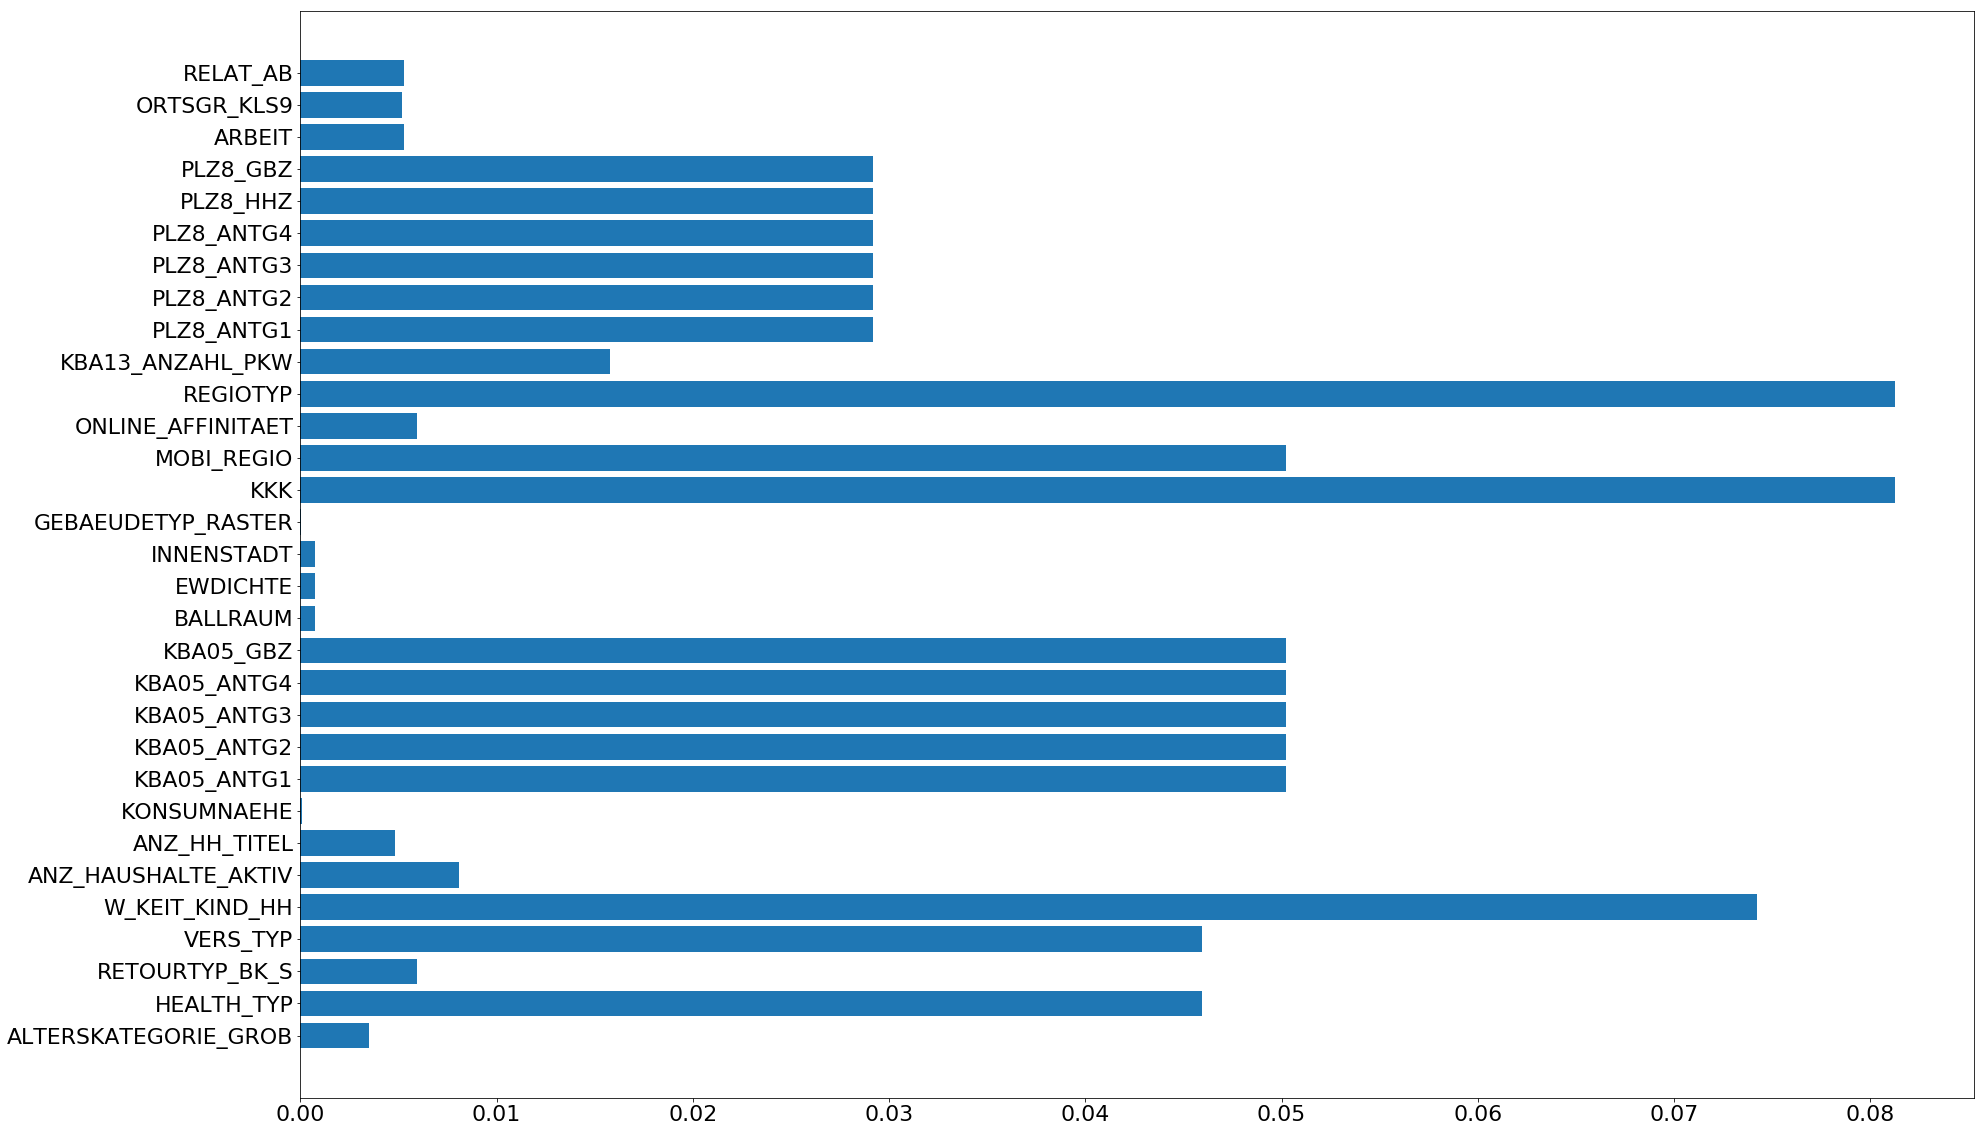 RELAT_AB
ORTSGR_KLS9
ARBEIT
PLZ8_GBZ
PLZ8_HHZ
PLZ8_ANTG4
PLZ8_ANTG3
PLZ8_ANTG2
PLZ8_ANTG1
KBA13_ANZAHL_PKW
REGIOTYP
ONLINE_AFFINITAET
MOBI_REGIO
KKK
GEBAEUDETYP_RASTER
INNENSTADT
EWDICHTE
BALLRAUM
KBA05_GBZ
KBA05_ANTG4
KBA05_ANTG3
KBA05_ANTG2
KBA05_ANTG1
KONSUMNAEHE
ANZ_HH_TITEL
ANZ_HAUSHALTE_AKTIV
W_KEIT_KIND_HH
VERS_TYP
RETOURTYP_BK_S
HEALTH_TYP
ALTERSKATEGORIE_GROB
0.00 0.01 0.02 0.03 0.04 0.05 0.06 0.07 0.08